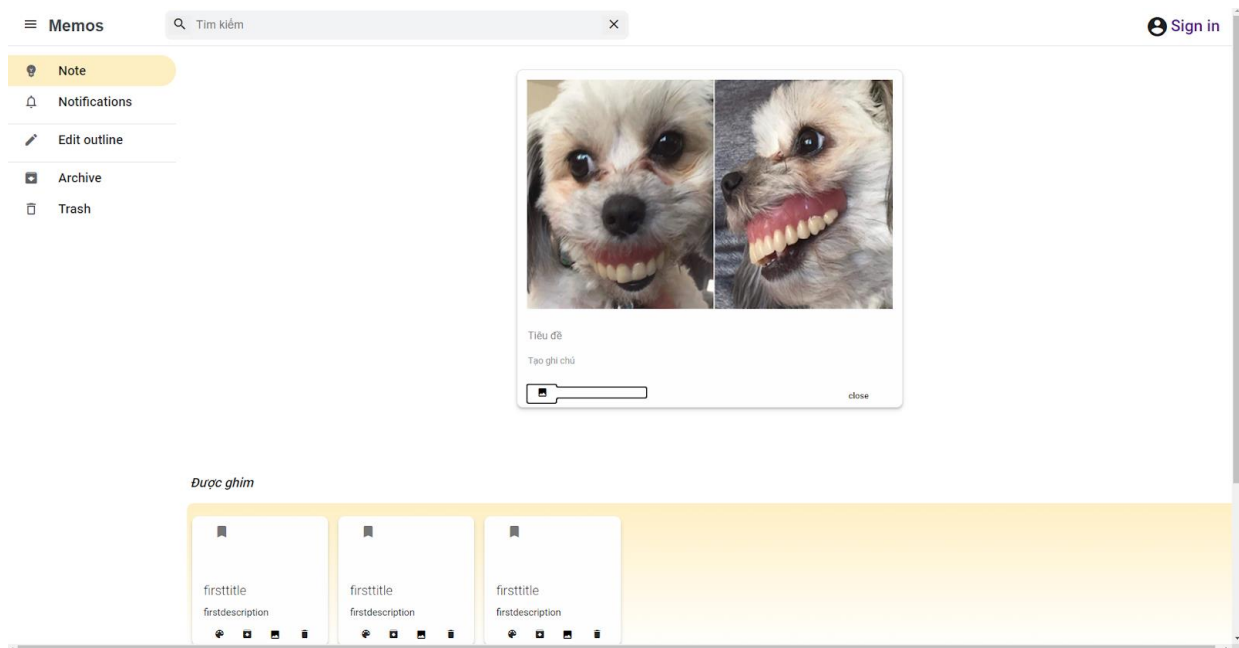 Memos
Tìm kiếm
Sign in
Note
Notifications
Edit outline
Archive
Trash
Tiêu đề
Tạo ghi chú
close
Được ghim
firsttitle
firstdescription
firsttitle
firstdescription
firsttitle
firstdescription